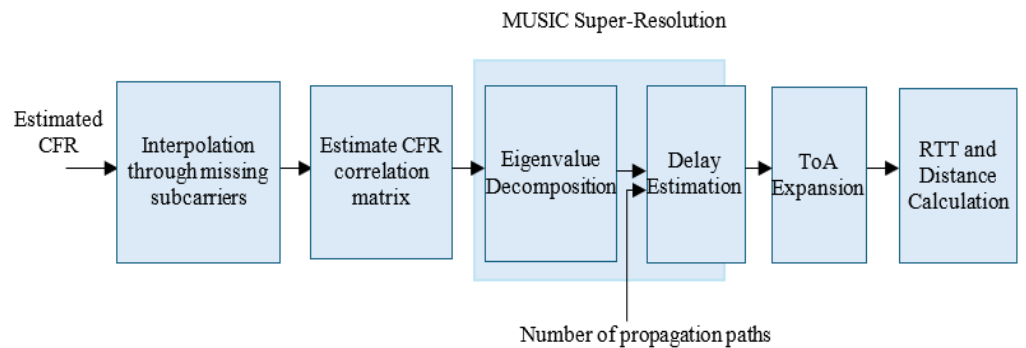 MUSIC Super-Resolution
Estimated
CFR
Interpolation
through missing
subcarriers
Estimate CFR
correlation
matrix
Eigenvalue
Decomposition
Delay
Estimation
ToA
Expansion
RTT and
Distance
Calculation
Number of propagation paths